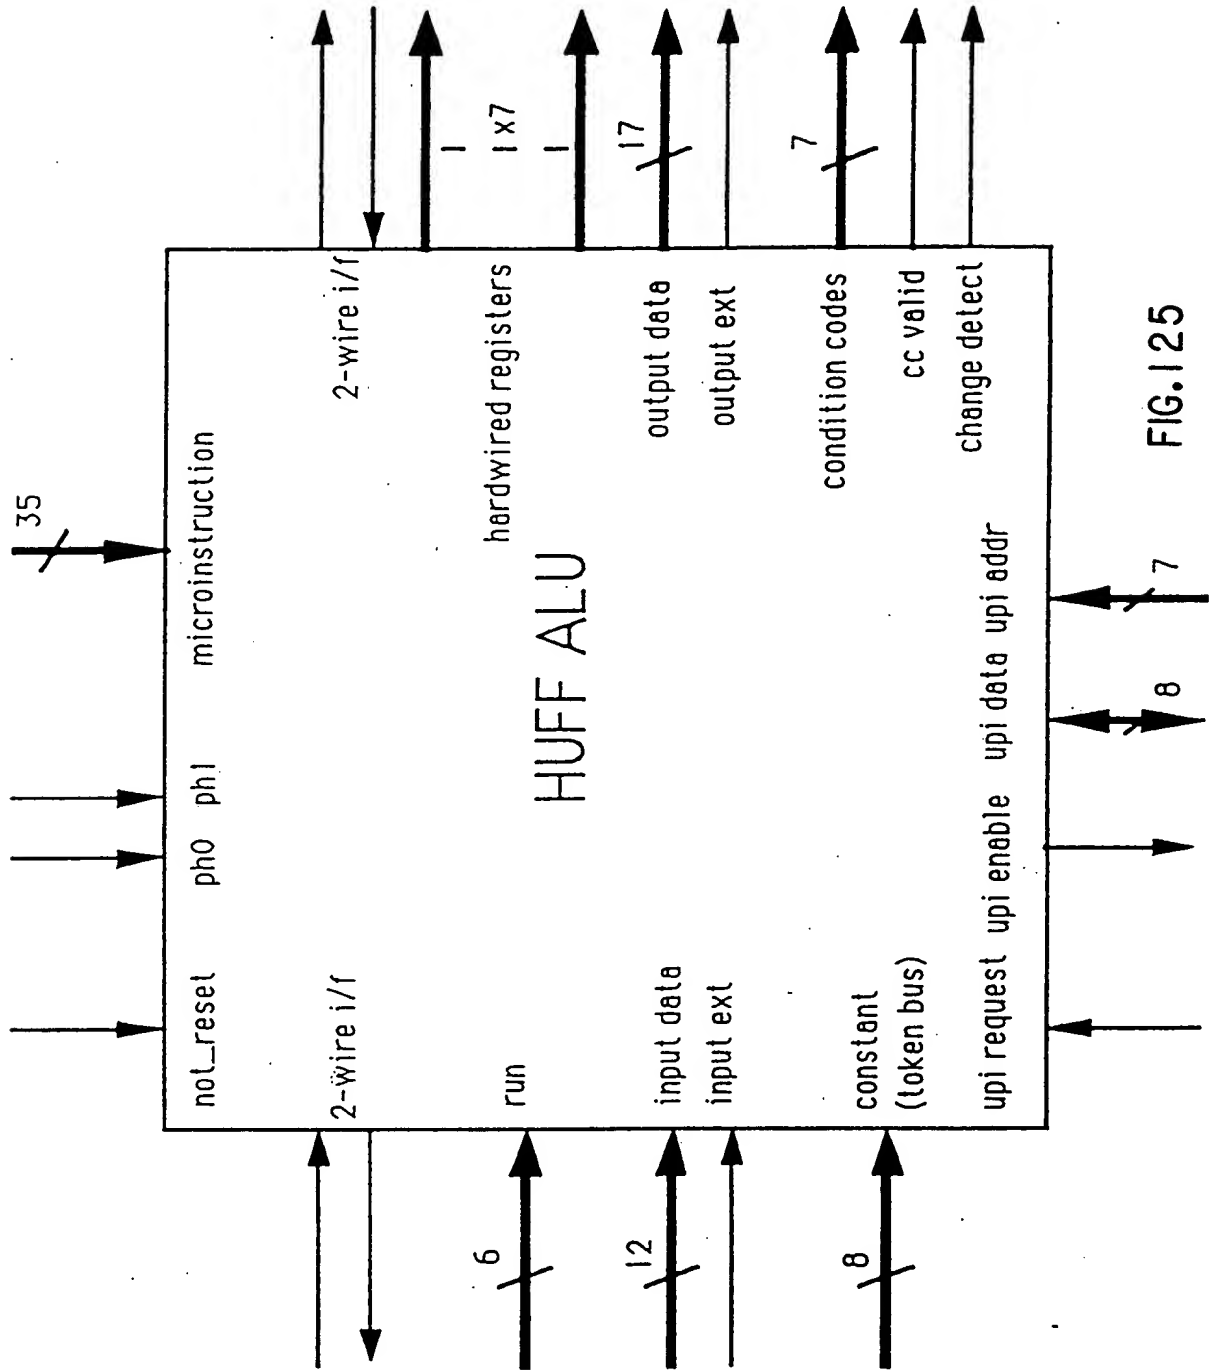 35
not_reset ph0 ph1 microinstruction
2-wire i/f
2-wire i/f
6
run
hardwired registers
1x7
HUFF ALU
12
input data
input ext
output data
17
output ext
8
constant
(token bus)
condition codes
7
cc valid
change detect
upi request upi enable upi data upi addr
8
7
FIG.125